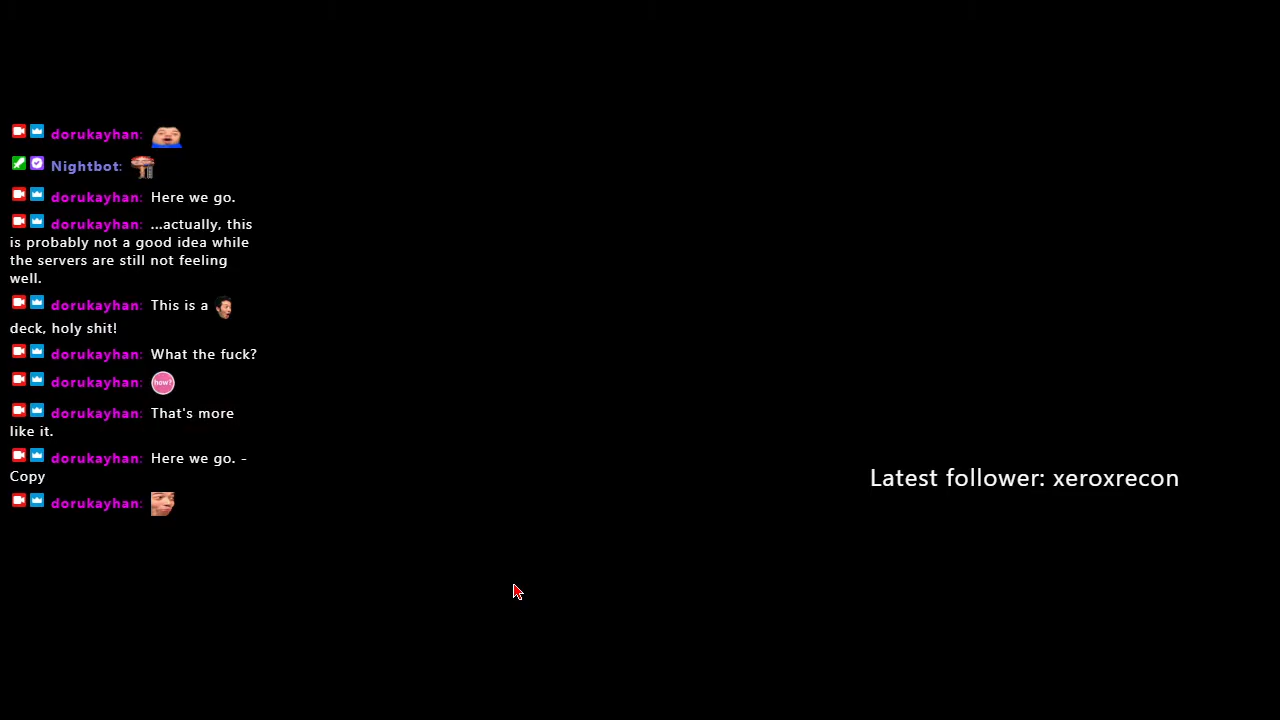 dorukayhan:
Nightbot:
dorukayhan: Here we go.
dorukayhan: ...actually, this
is probably not a good idea while
the servers are still not feeling
well.
dorukayhan: This is a
deck, holy shit!
dorukayhan: What the fuck?
dorukayhan: how?
dorukayhan: That's more
like it.
dorukayhan: Here we go. -
Copy
dorukayhan:
Latest follower: xeroxrecon